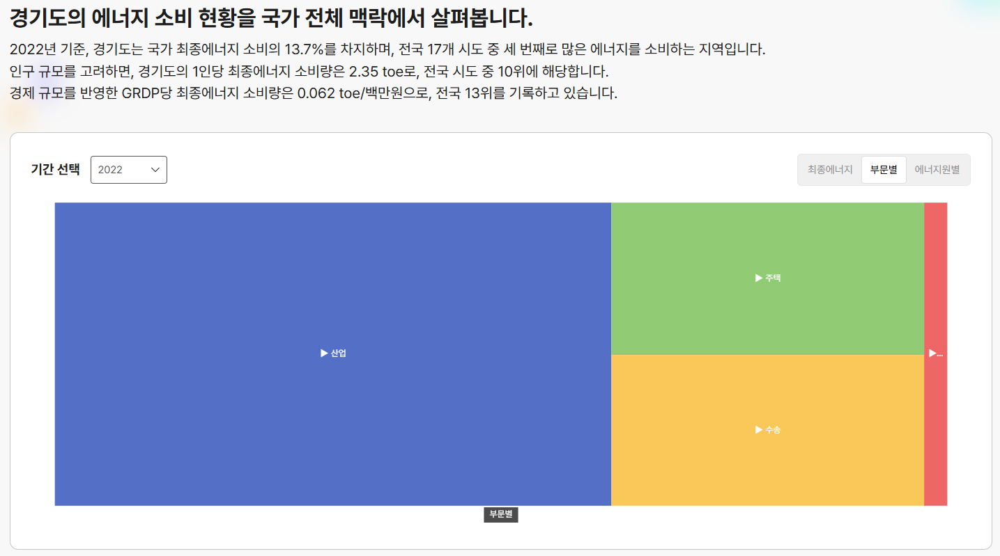 경기도의 에너지 소비 현황을 국가 전체 맥락에서 살펴봅니다.
2022년 기준, 경기도는 국가 최종에너지 소비의 13.7%를 차지하며, 전국 17개 시도 중 세 번째로 많은 에너지를 소비하는 지역입니다.
인구 규모를 고려하면, 경기도의 1인당 최종에너지 소비량은 2.35 toe로, 전국 시도 중 10위에 해당합니다.
경제 규모를 반영한 GRDP당 최종에너지 소비량은 0.062 toe/백만원으로, 전국 13위를 기록하고 있습니다.
기간 선택 2022
최종에너지 부문별 에너지원별
▶ 주택
▶ 산업
▶...
▶ 수송
부문별